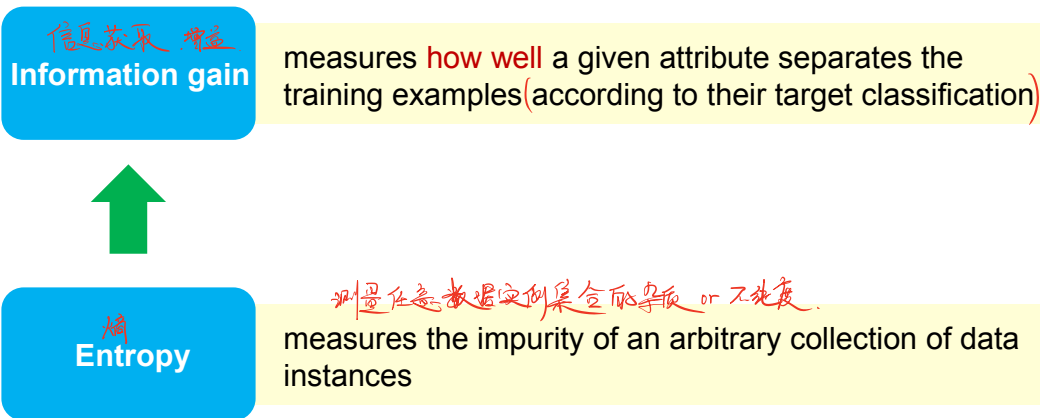 信息获取 增益
Information gain
measures how well a given attribute separates the
training examples(according to their target classification)
测量任意数据实例集合的杂质 or 不纯度.
熵
Entropy
measures the impurity of an arbitrary collection of data
instances